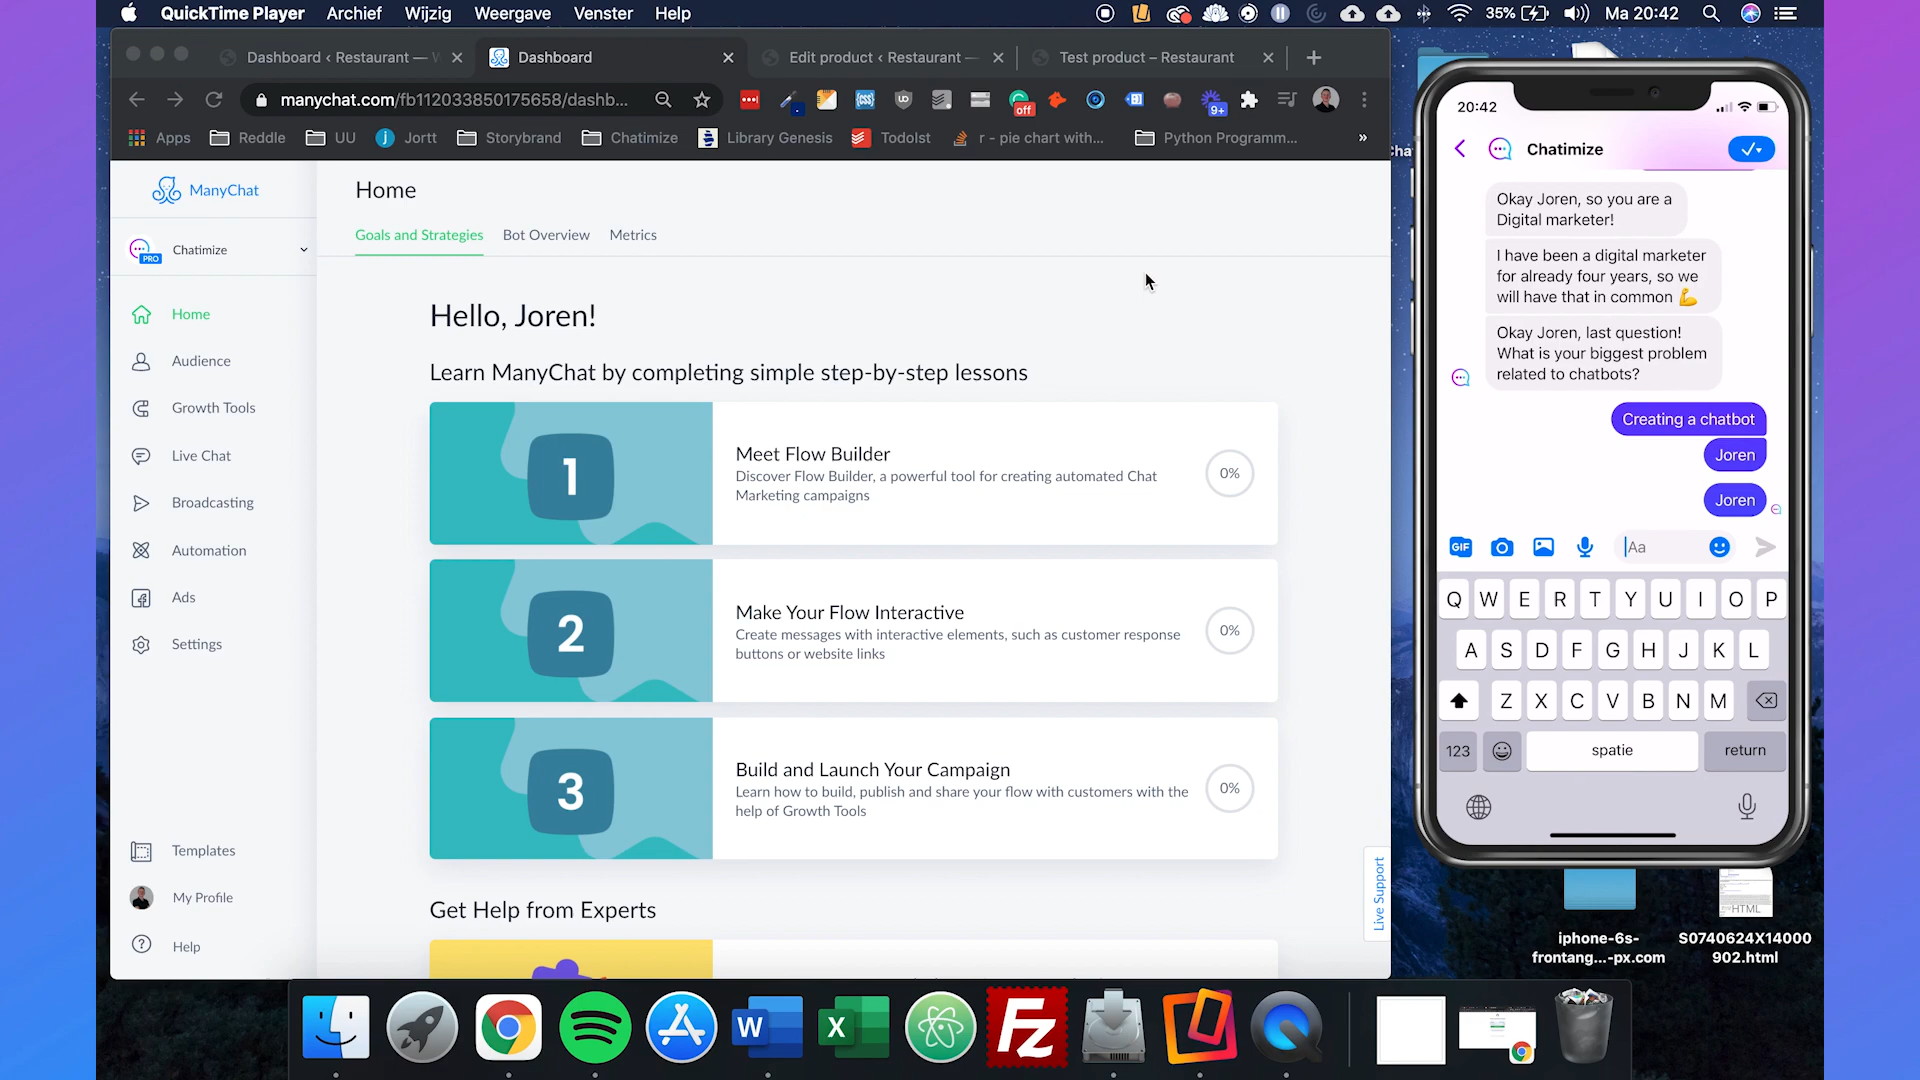 QuickTime Player Archief Wijzig Weergave Venster Help 35% Ma 20:42
Dashboard ‹ Restaurant — W
Dashboard
Edit product ‹ Restaurant —
Test product – Restaurant
manychat.com/fb112033850175658/dashb...
off
9+
Apps Reddle UU Jortt Storybrand Chatimize Library Genesis TodoIst r - pie chart with... Python Programm... »
ManyChat
Chatimize
PRO
Home
Audience
Growth Tools
Live Chat
Broadcasting
Automation
Ads
Settings
Templates
My Profile
Help
Home
Goals and Strategies Bot Overview Metrics
Hello, Joren!
Learn ManyChat by completing simple step-by-step lessons
1
Meet Flow Builder
Discover Flow Builder, a powerful tool for creating automated Chat
Marketing campaigns
0%
2
Make Your Flow Interactive
Create messages with interactive elements, such as customer response
buttons or website links
0%
3
Build and Launch Your Campaign
Learn how to build, publish and share your flow with customers with the
help of Growth Tools
0%
Get Help from Experts
Live Support
20:42
Chatimize
Okay Joren, so you are a
Digital marketer!
I have been a digital marketer
for already four years, so we
will have that in common 💪
Okay Joren, last question!
What is your biggest problem
related to chatbots?
Creating a chatbot
Joren
Joren
GIF Aa
Q W E R T Y U I O P
A S D F G H J K L
Z X C V B N M
123 spatie return
HTML
iphone-6s-
frontang...-px.com
S0740624X14000
902.html
W
X
Fz